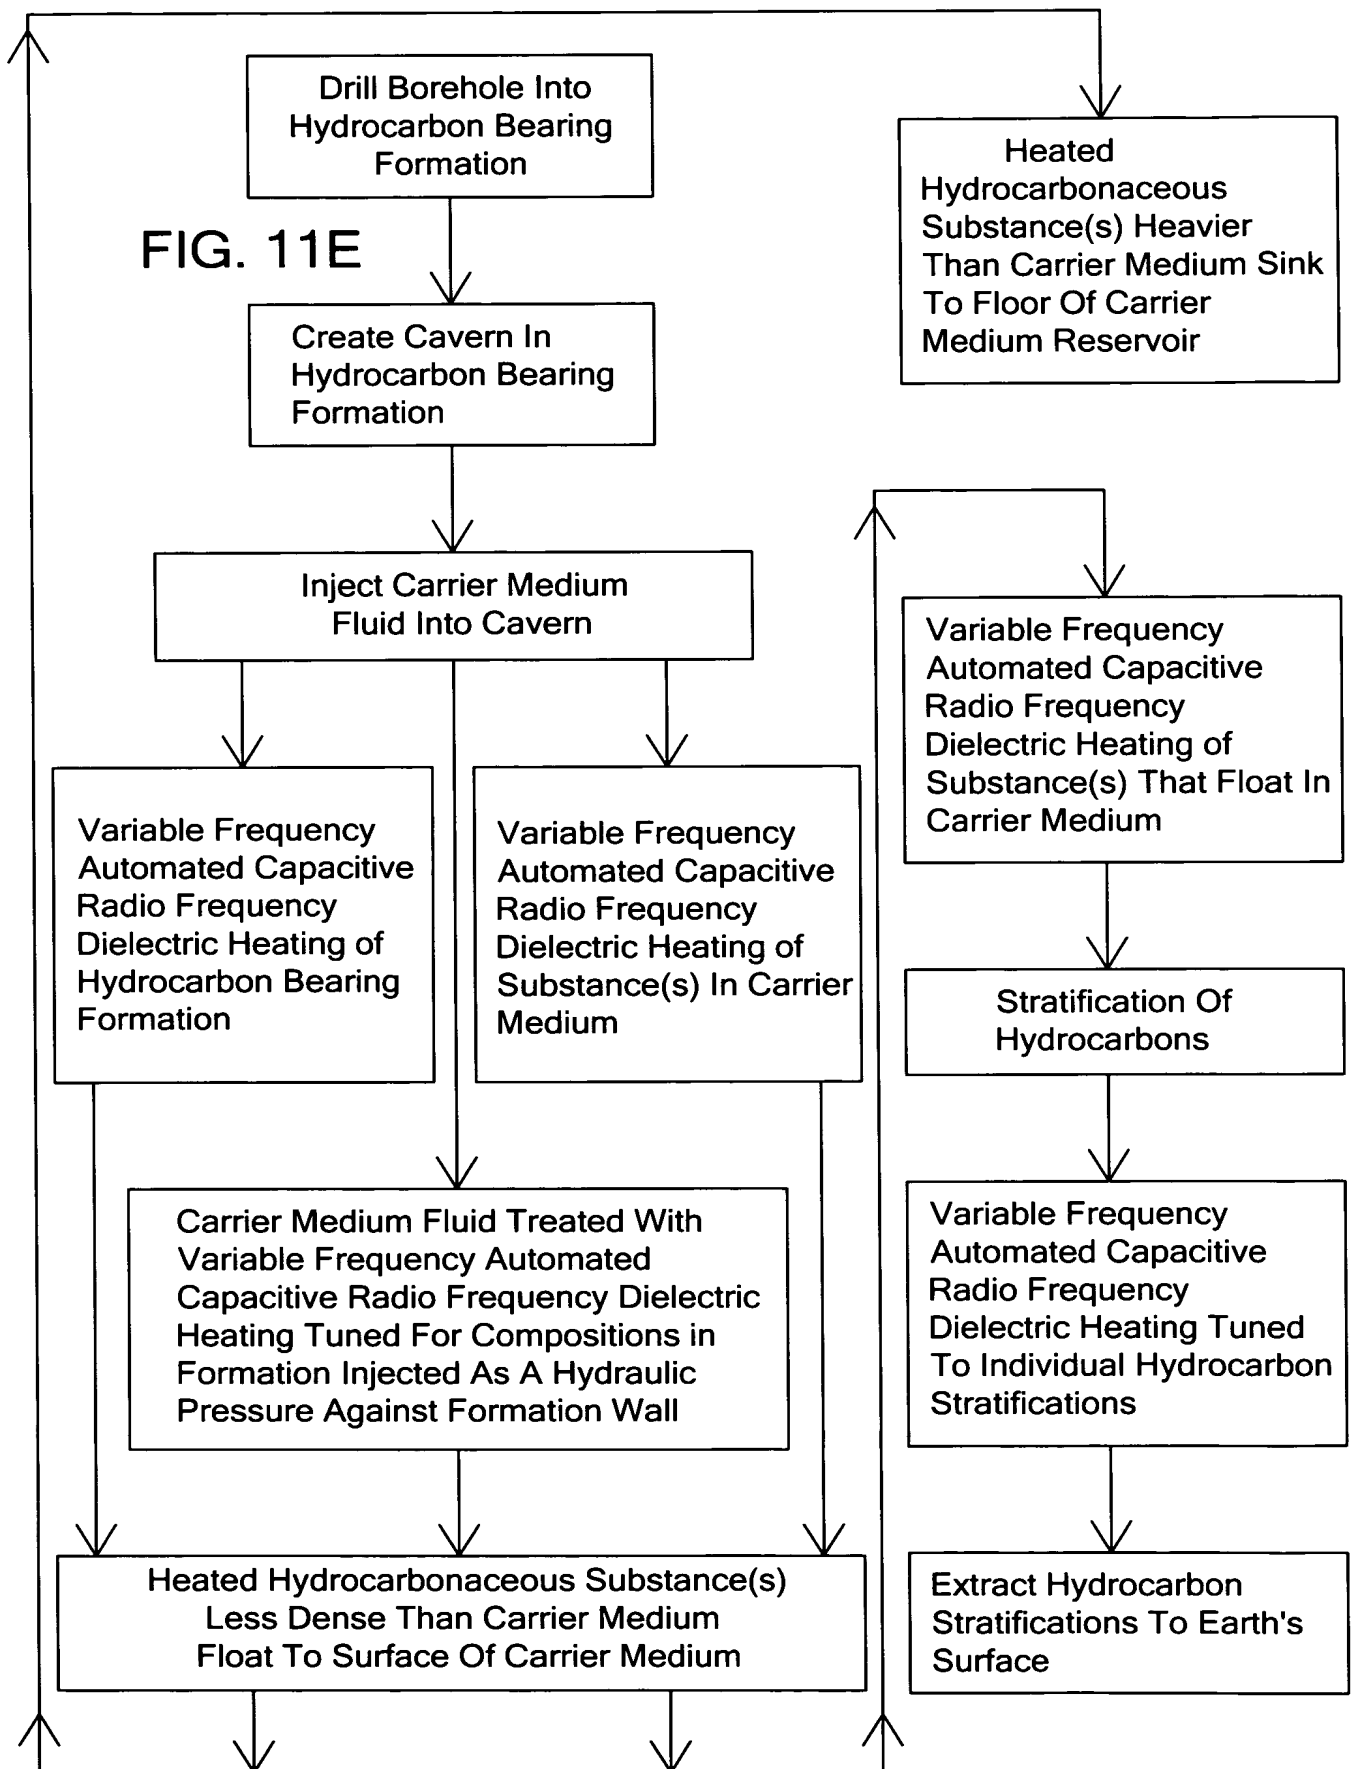 Drill Borehole Into
Hydrocarbon Bearing
Formation
FIG. 11E
Create Cavern In
Hydrocarbon Bearing
Formation
Inject Carrier Medium
Fluid Into Cavern
Variable Frequency
Automated Capacitive
Radio Frequency
Dielectric Heating of
Hydrocarbon Bearing
Formation
Variable Frequency
Automated Capacitive
Radio Frequency
Dielectric Heating of
Substance(s) In Carrier
Medium
Carrier Medium Fluid Treated With
Variable Frequency Automated
Capacitive Radio Frequency Dielectric
Heating Tuned For Compositions in
Formation Injected As A Hydraulic
Pressure Against Formation Wall
Heated Hydrocarbonaceous Substance(s)
Less Dense Than Carrier Medium
Float To Surface Of Carrier Medium
Heated
Hydrocarbonaceous
Substance(s) Heavier
Than Carrier Medium Sink
To Floor Of Carrier
Medium Reservoir
Variable Frequency
Automated Capacitive
Radio Frequency
Dielectric Heating of
Substance(s) That Float In
Carrier Medium
Stratification Of
Hydrocarbons
Variable Frequency
Automated Capacitive
Radio Frequency
Dielectric Heating Tuned
To Individual Hydrocarbon
Stratifications
Extract Hydrocarbon
Stratifications To Earth's
Surface